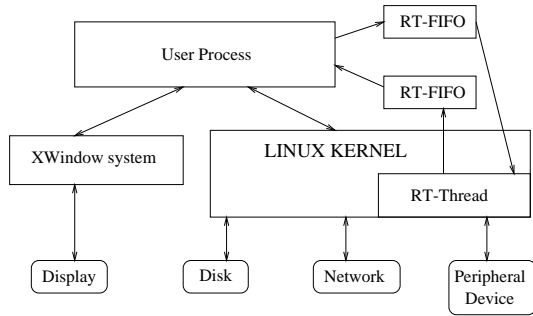 RT-FIFO
User Process
RT-FIFO
LINUX KERNEL
XWindow system
RT-Thread
Display
Disk
Network
Peripheral
Device